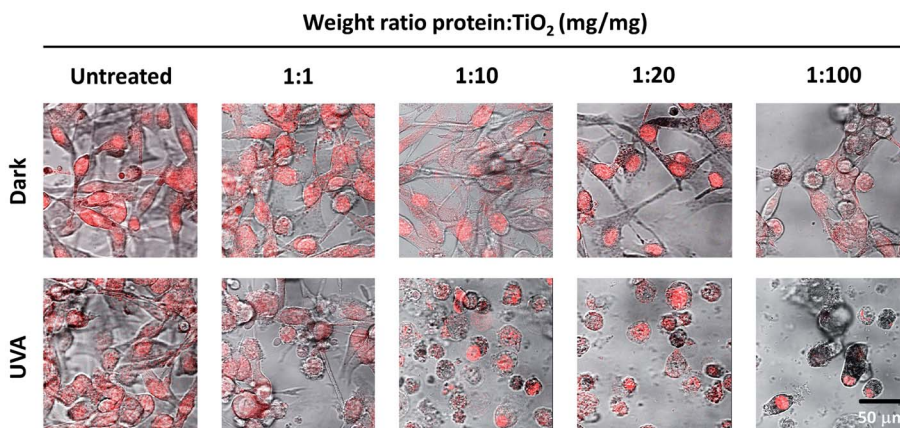 Weight ratio protein:TiO₂ (mg/mg)
Untreated 1:1 1:10 1:20 1:100
Dark
UVA
50 μm